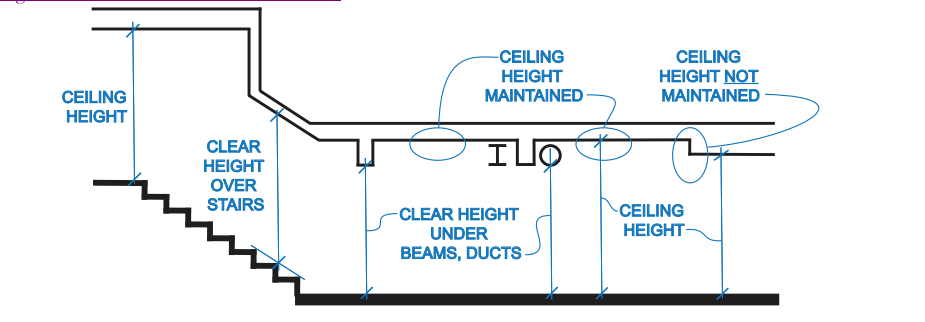 CEILING
HEIGHT
CLEAR
HEIGHT
OVER
STAIRS
CEILING
HEIGHT
MAINTAINED
CEILING
HEIGHT NOT
MAINTAINED
CLEAR HEIGHT
UNDER
BEAMS, DUCTS
CEILING
HEIGHT